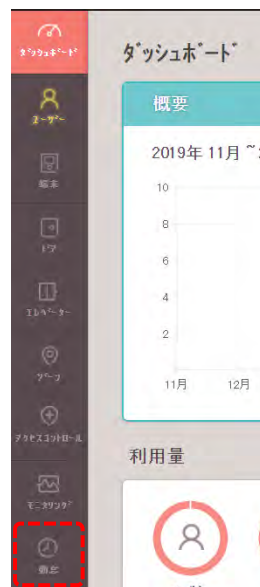 ﾀﾞｯｼｭﾎﾞｰﾄﾞ
ﾕｰｻﾞｰ
端末
ﾄﾞｱ
ｴﾚﾍﾞｰﾀｰ
ｿﾞｰﾝ
ｱｸｾｽｺﾝﾄﾛｰﾙ
ﾓﾆﾀﾘﾝｸﾞ
勤怠
ﾀﾞｯｼｭﾎﾞｰﾄﾞ
概要
2019年 11月 ~
10
8
6
4
2
11月 12月
利用量